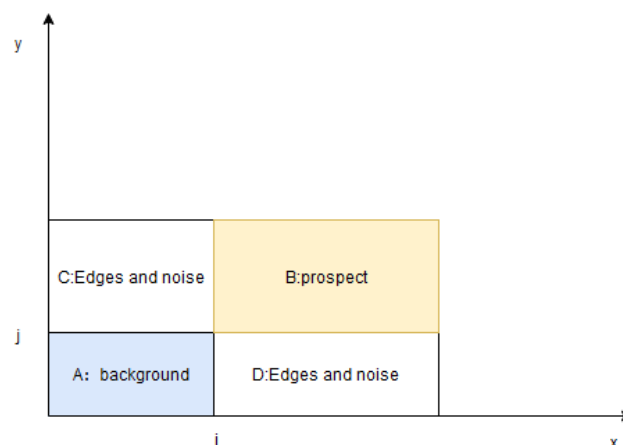 y
C:Edges and noise
B:prospect
j
A: background
D:Edges and noise
i
x